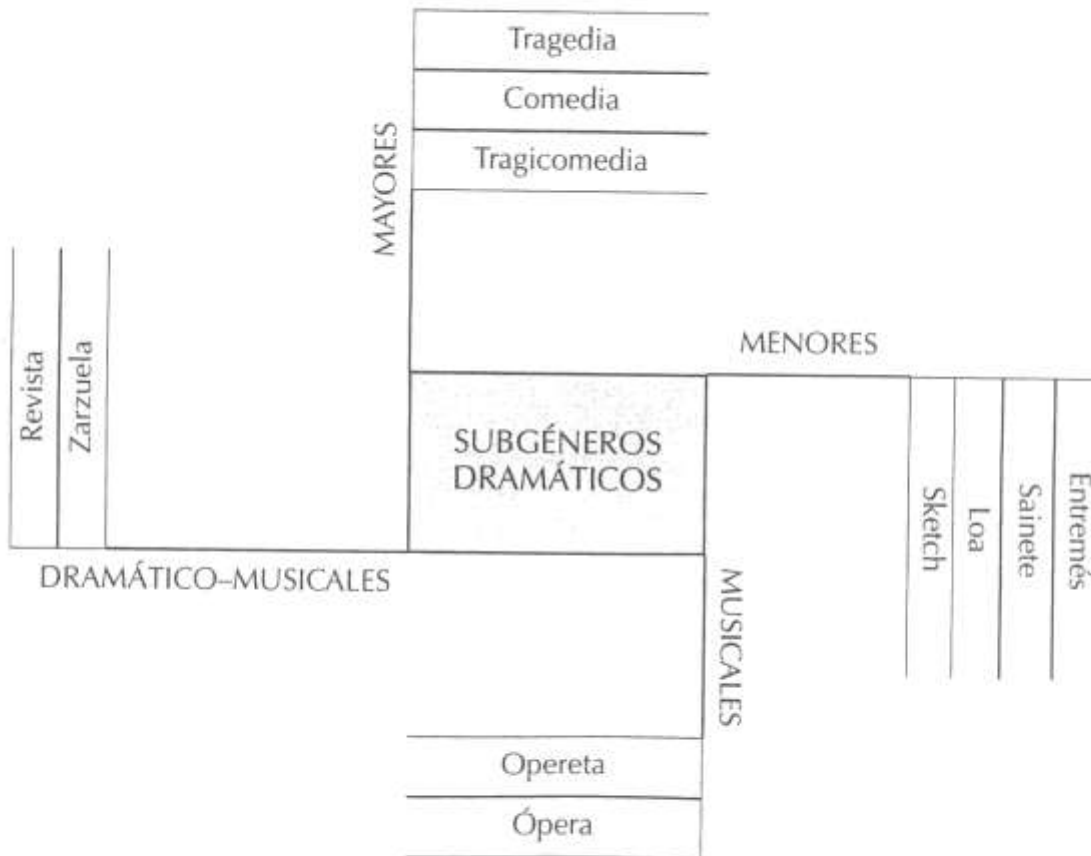 Tragedia
Comedia
Tragicomedia
MAYORES
MENORES
Revista
Zarzuela
SUBGÉNEROS
DRAMÁTICOS
Sketch
Loa
Sainete
Entremés
DRAMÁTICO–MUSICALES
MUSICALES
Opereta
Ópera